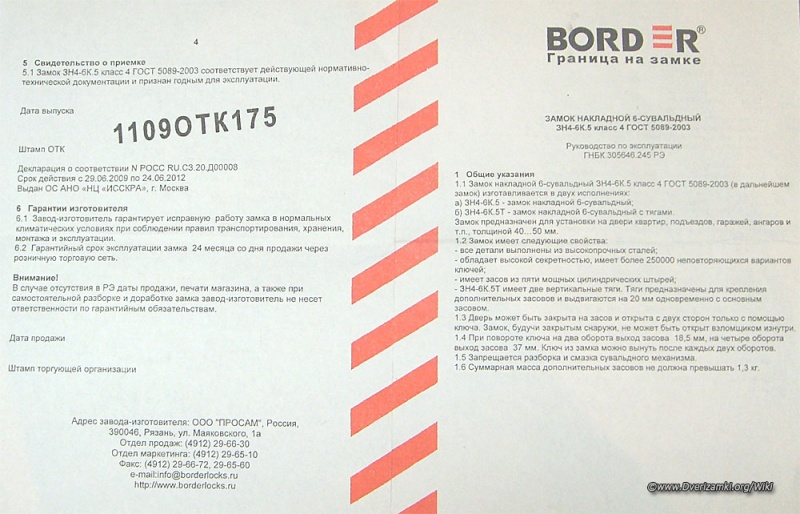 4
5 Свидетельство о приемке
5.1 Замок ЗН4-6К.5 класс 4 ГОСТ 5089-2003 соответствует действующей нормативно-
технической документации и признан годным для эксплуатации.
Дата выпуска
1109ОТК175
Штамп ОТК
Декларация о соответствии N РОСС RU.C3.20.Д00008
Срок действия с 29.06.2009 по 24.06.2012
Выдан ОС АНО «НЦ «ИССКРА», г. Москва
6 Гарантии изготовителя
6.1 Завод-изготовитель гарантирует исправную работу замка в нормальных
климатических условиях при соблюдении правил транспортирования, хранения,
монтажа и эксплуатации.
6.2 Гарантийный срок эксплуатации замка 24 месяца со дня продажи через
розничную торговую сеть.
Внимание!
В случае отсутствия в РЭ даты продажи, печати магазина, а также при
самостоятельной разборке и доработке замка завод-изготовитель не несет
ответственности по гарантийным обязательствам.
Дата продажи
Штамп торгующей организации
Адрес завода-изготовителя: ООО "ПРОСАМ", Россия,
390046, Рязань, ул. Маяковского, 1а
Отдел продаж: (4912) 29-66-30
Отдел маркетинга: (4912) 29-65-10
Факс: (4912) 29-66-72, 29-65-60
e-mail:info@borderlocks.ru
http://www.borderlocks.ru
BORDER®
Граница на замке
ЗАМОК НАКЛАДНОЙ 6-СУВАЛЬДНЫЙ
ЗН4-6К.5 класс 4 ГОСТ 5089-2003
Руководство по эксплуатации
ГНБК.305646.245 РЭ
1 Общие указания
1.1 Замок накладной 6-сувальдный ЗН4-6К.5 класс 4 ГОСТ 5089-2003 (в дальнейшем
замок) изготавливается в двух исполнениях:
а) ЗН4-6К.5 - замок накладной 6-сувальдный;
б) ЗН4-6К.5Т - замок накладной 6-сувальдный с тягами.
Замок предназначен для установки на двери квартир, подъездов, гаражей, ангаров и
т.п., толщиной 40...50 мм.
1.2 Замок имеет следующие свойства:
- все детали выполнены из высокопрочных сталей;
- обладает высокой секретностью, имеет более 250000 неповторяющихся вариантов
ключей;
- имеет засов из пяти мощных цилиндрических штырей;
- ЗН4-6К.5Т имеет две вертикальные тяги. Тяги предназначены для крепления
дополнительных засовов и выдвигаются на 20 мм одновременно с основным
засовом.
1.3 Дверь может быть закрыта на засов и открыта с двух сторон только с помощью
ключа. Замок, будучи закрытым снаружи, не может быть открыт взломщиком изнутри.
1.4 При повороте ключа на два оборота выход засова 18,5 мм, на четыре оборота
выход засова 37 мм. Ключ из замка можно вынуть после каждых двух оборотов.
1.5 Запрещается разборка и смазка сувального механизма.
1.6 Суммарная масса дополнительных засовов не должна превышать 1,3 кг.
©www.Dverizamki.org/Wiki